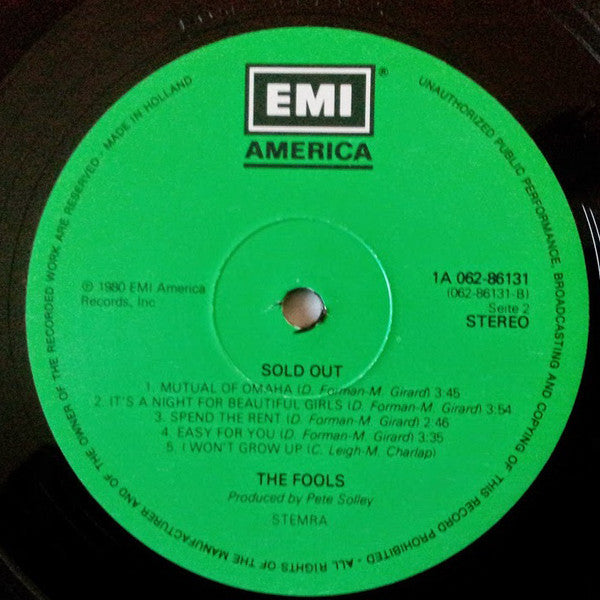 EMI ®
AMERICA
UNAUTHORIZED PUBLIC PERFORMANCE, BROADCASTING AND COPYING OF THIS RECORD PROHIBITED - ALL RIGHTS OF THE MANUFACTURER AND OF THE OWNER OF THE RECORDED WORK ARE RESERVED - MADE IN HOLLAND
℗ 1980 EMI America
Records, Inc
1A 062-86131
(062-86131-B)
Seite 2
STEREO
SOLD OUT
1. MUTUAL OF OMAHA (D. Forman-M. Girard) 3:45
2. IT'S A NIGHT FOR BEAUTIFUL GIRLS (D. Forman-M. Girard) 3:54
3. SPEND THE RENT (D. Forman-M. Girard) 2:46
4. EASY FOR YOU (D. Forman-M. Girard) 3:35
5. I WON'T GROW UP (C. Leigh-M. Charlap)
THE FOOLS
Produced by Pete Solley
STEMRA